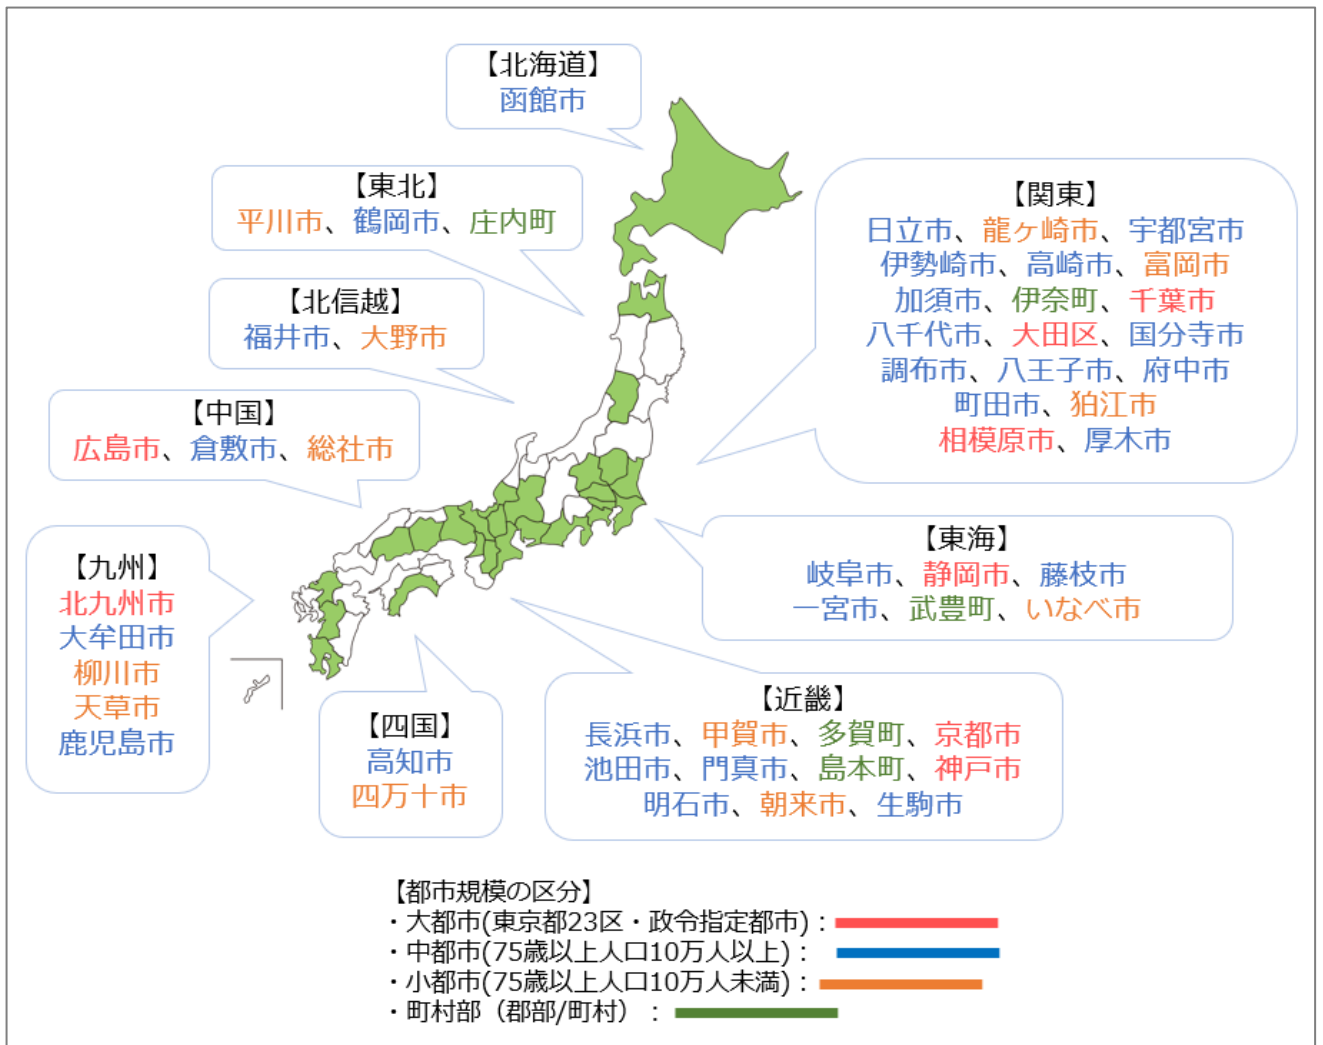 【北海道】
函館市
【東北】
平川市、鶴岡市、庄内町
【北信越】
福井市、大野市
【中国】
広島市、倉敷市、総社市
【九州】
北九州市
大牟田市
柳川市
天草市
鹿児島市
【四国】
高知市
四万十市
【関東】
日立市、龍ヶ崎市、宇都宮市
伊勢崎市、高崎市、富岡市
加須市、伊奈町、千葉市
八千代市、大田区、国分寺市
調布市、八王子市、府中市
町田市、狛江市
相模原市、厚木市
【東海】
岐阜市、静岡市、藤枝市
一宮市、武豊町、いなべ市
【近畿】
長浜市、甲賀市、多賀町、京都市
池田市、門真市、島本町、神戸市
明石市、朝来市、生駒市
【都市規模の区分】
・大都市(東京都23区・政令指定都市)：
・中都市(75歳以上人口10万人以上)：
・小都市(75歳以上人口10万人未満)：
・町村部（郡部/町村）：